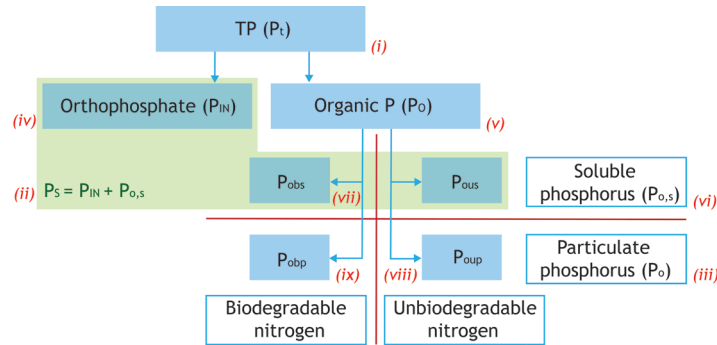 TP (Pt)
(i)
Orthophosphate (PIN)
(iv)
Organic P (PO)
(v)
(ii)
PS = PIN + Po,s
Pobs
(vii)
Pous
Soluble
phosphorus (Po,s)
(vi)
Pobp
(ix)
(viii)
Poup
Particulate
phosphorus (Po)
(iii)
Biodegradable
nitrogen
Unbiodegradable
nitrogen